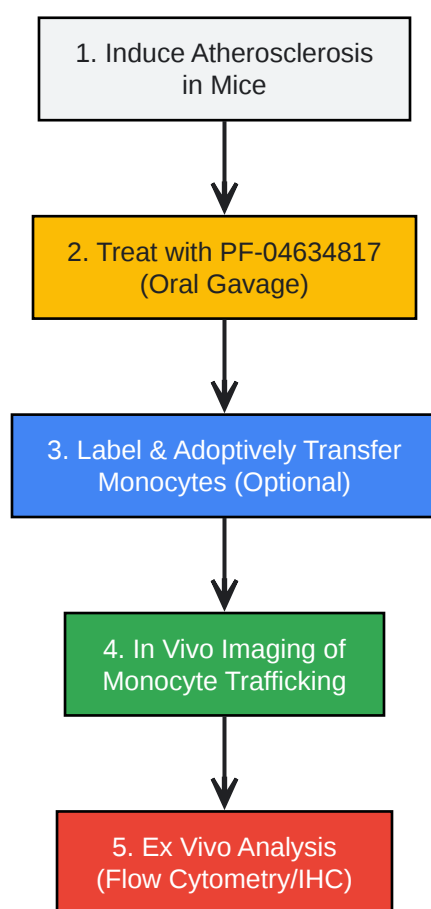 1. Induce Atherosclerosis
in Mice
2. Treat with PF-04634817
(Oral Gavage)
3. Label & Adoptively Transfer
Monocytes (Optional)
4. In Vivo Imaging of
Monocyte Trafficking
5. Ex Vivo Analysis
(Flow Cytometry/IHC)